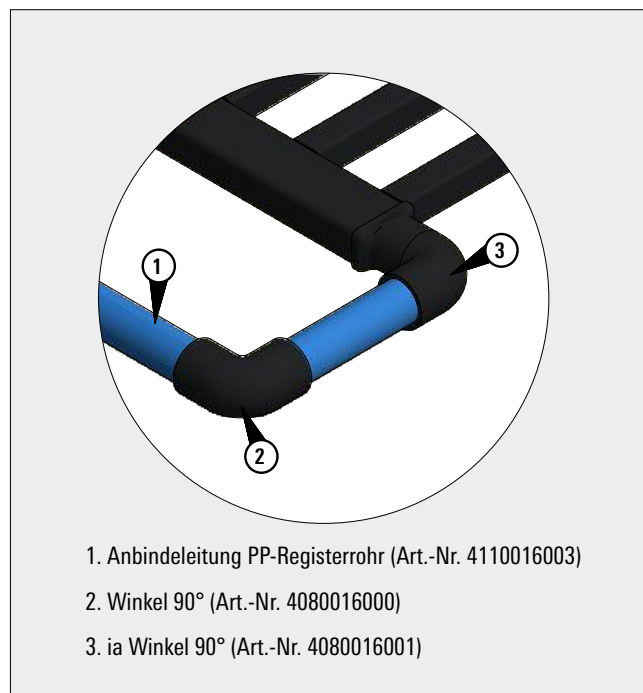 1
3
2
1. Anbindeleitung PP-Registerrohr (Art.-Nr. 4110016003)
2. Winkel 90° (Art.-Nr. 4080016000)
3. ia Winkel 90° (Art.-Nr. 4080016001)